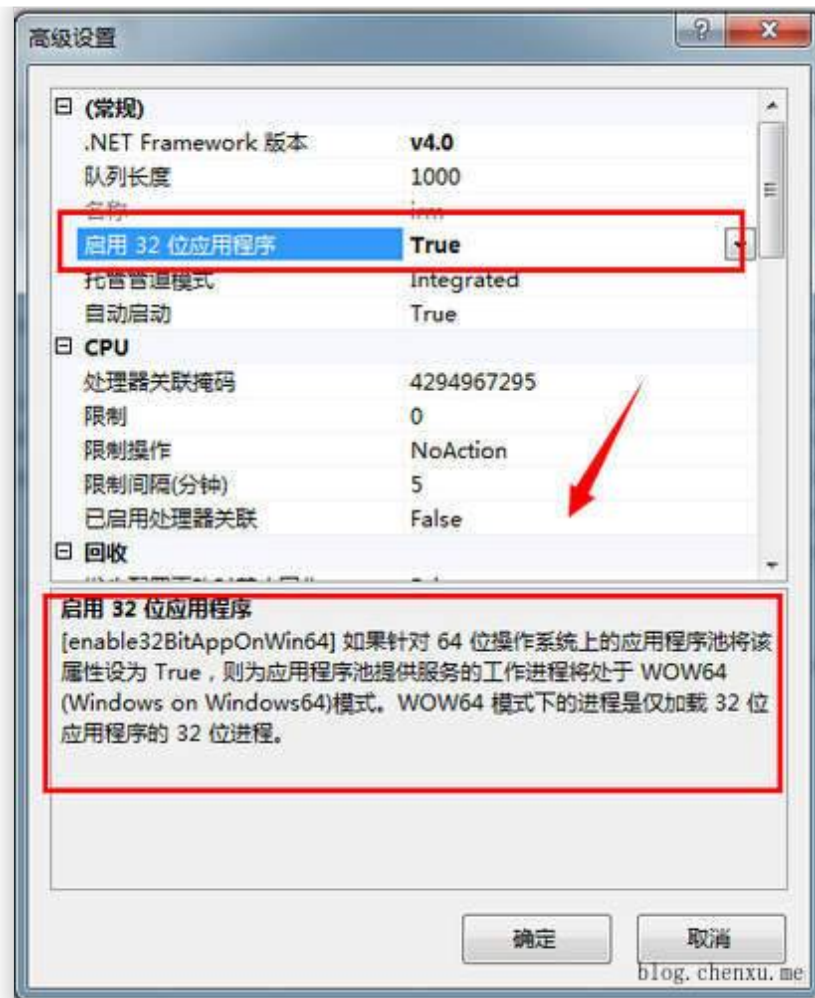 高级设置
(常规)
.NET Framework 版本 v4.0
队列长度 1000
名称
启用 32 位应用程序 True
托管管道模式 Integrated
自动启动 True
CPU
处理器关联掩码 4294967295
限制 0
限制操作 NoAction
限制间隔(分钟) 5
已启用处理器关联 False
回收
启用 32 位应用程序
[enable32BitAppOnWin64] 如果针对 64 位操作系统上的应用程序池将该
属性设为 True，则为应用程序池提供服务的工作进程将处于 WOW64
(Windows on Windows64)模式。WOW64 模式下的进程是仅加载 32 位
应用程序的 32 位进程。
确定 取消
blog.chenxu.me